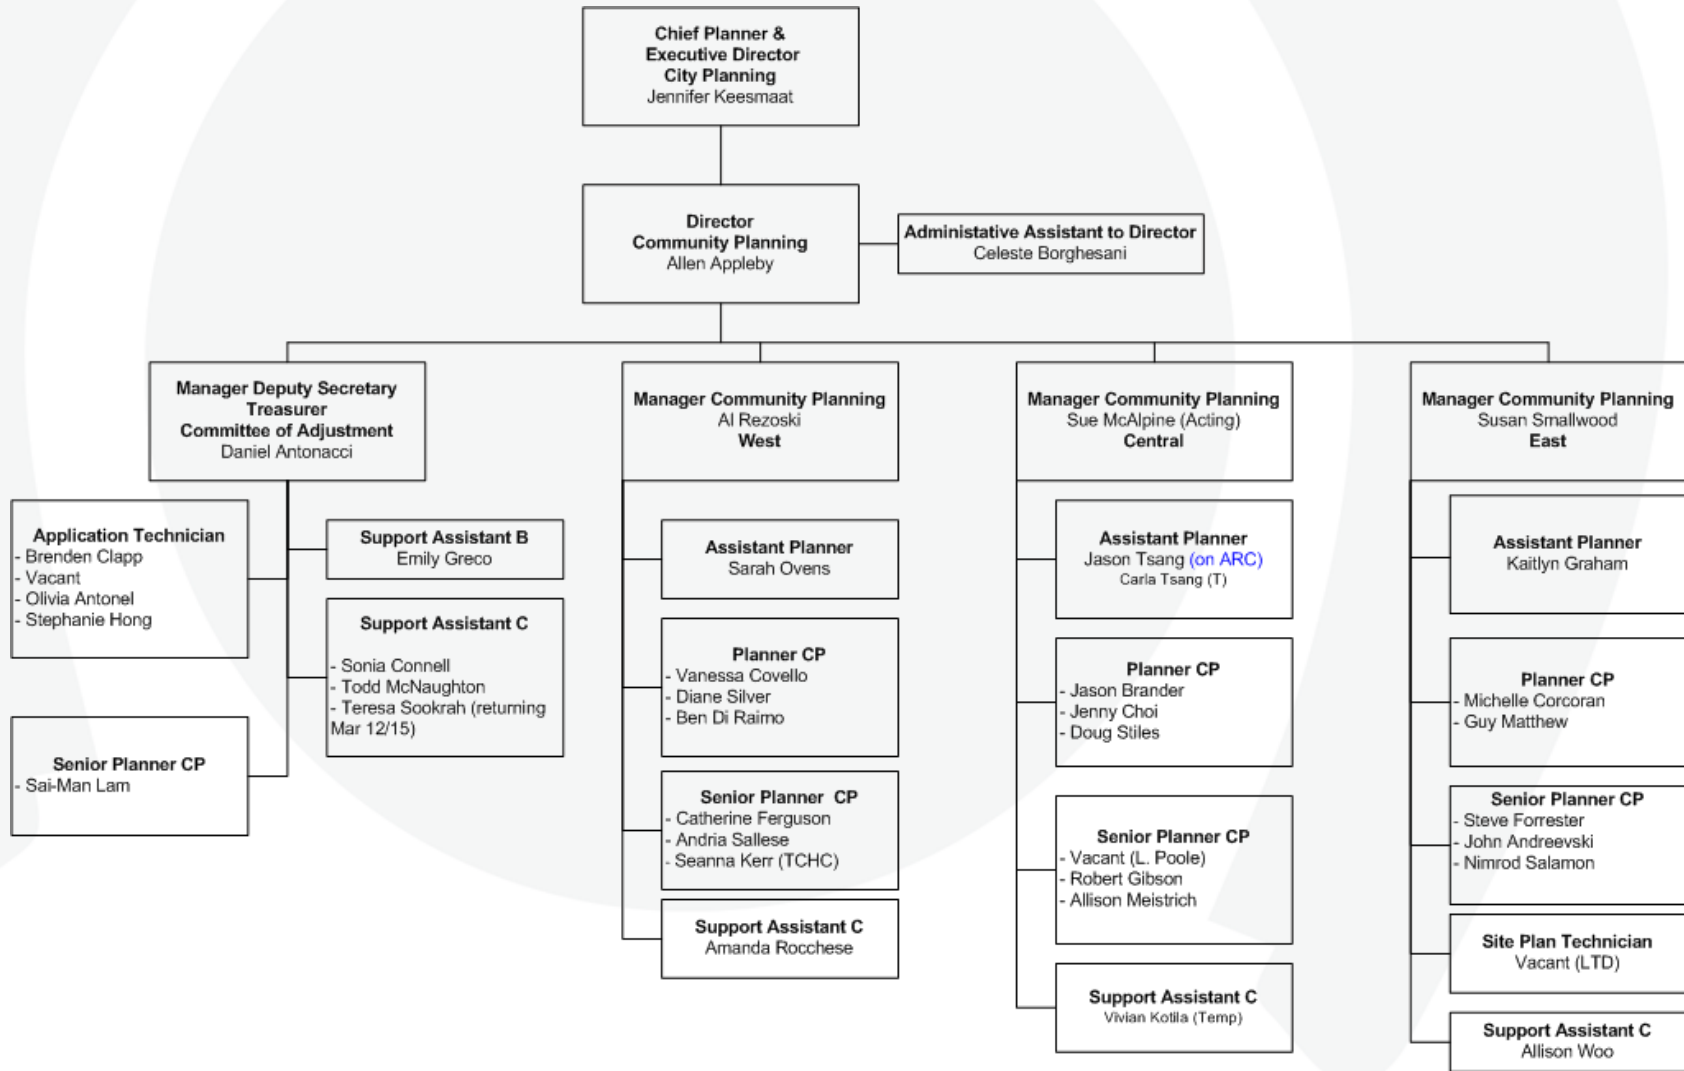 Chief Planner &
Executive Director
City Planning
Jennifer Keesmaat
Director
Community Planning
Allen Appleby
Administative Assistant to Director
Celeste Borghesani
Manager Deputy Secretary
Treasurer
Committee of Adjustment
Daniel Antonacci
Application Technician
- Brenden Clapp
- Vacant
- Olivia Antonel
- Stephanie Hong
Support Assistant B
Emily Greco
Support Assistant C
- Sonia Connell
- Todd McNaughton
- Teresa Sookrah (returning
Mar 12/15)
Senior Planner CP
- Sai-Man Lam
Manager Community Planning
Al Rezoski
West
Assistant Planner
Sarah Ovens
Planner CP
- Vanessa Covello
- Diane Silver
- Ben Di Raimo
Senior Planner  CP
- Catherine Ferguson
- Andria Sallese
- Seanna Kerr (TCHC)
Support Assistant C
Amanda Rocchese
Manager Community Planning
Sue McAlpine (Acting)
Central
Assistant Planner
Jason Tsang (on ARC)
Carla Tsang (T)
Planner CP
- Jason Brander
- Jenny Choi
- Doug Stiles
Senior Planner CP
- Vacant (L. Poole)
- Robert Gibson
- Allison Meistrich
Support Assistant C
Vivian Kotila (Temp)
Manager Community Planning
Susan Smallwood
East
Assistant Planner
Kaitlyn Graham
Planner CP
- Michelle Corcoran
- Guy Matthew
Senior Planner CP
- Steve Forrester
- John Andreevski
- Nimrod Salamon
Site Plan Technician
Vacant (LTD)
Support Assistant C
Allison Woo